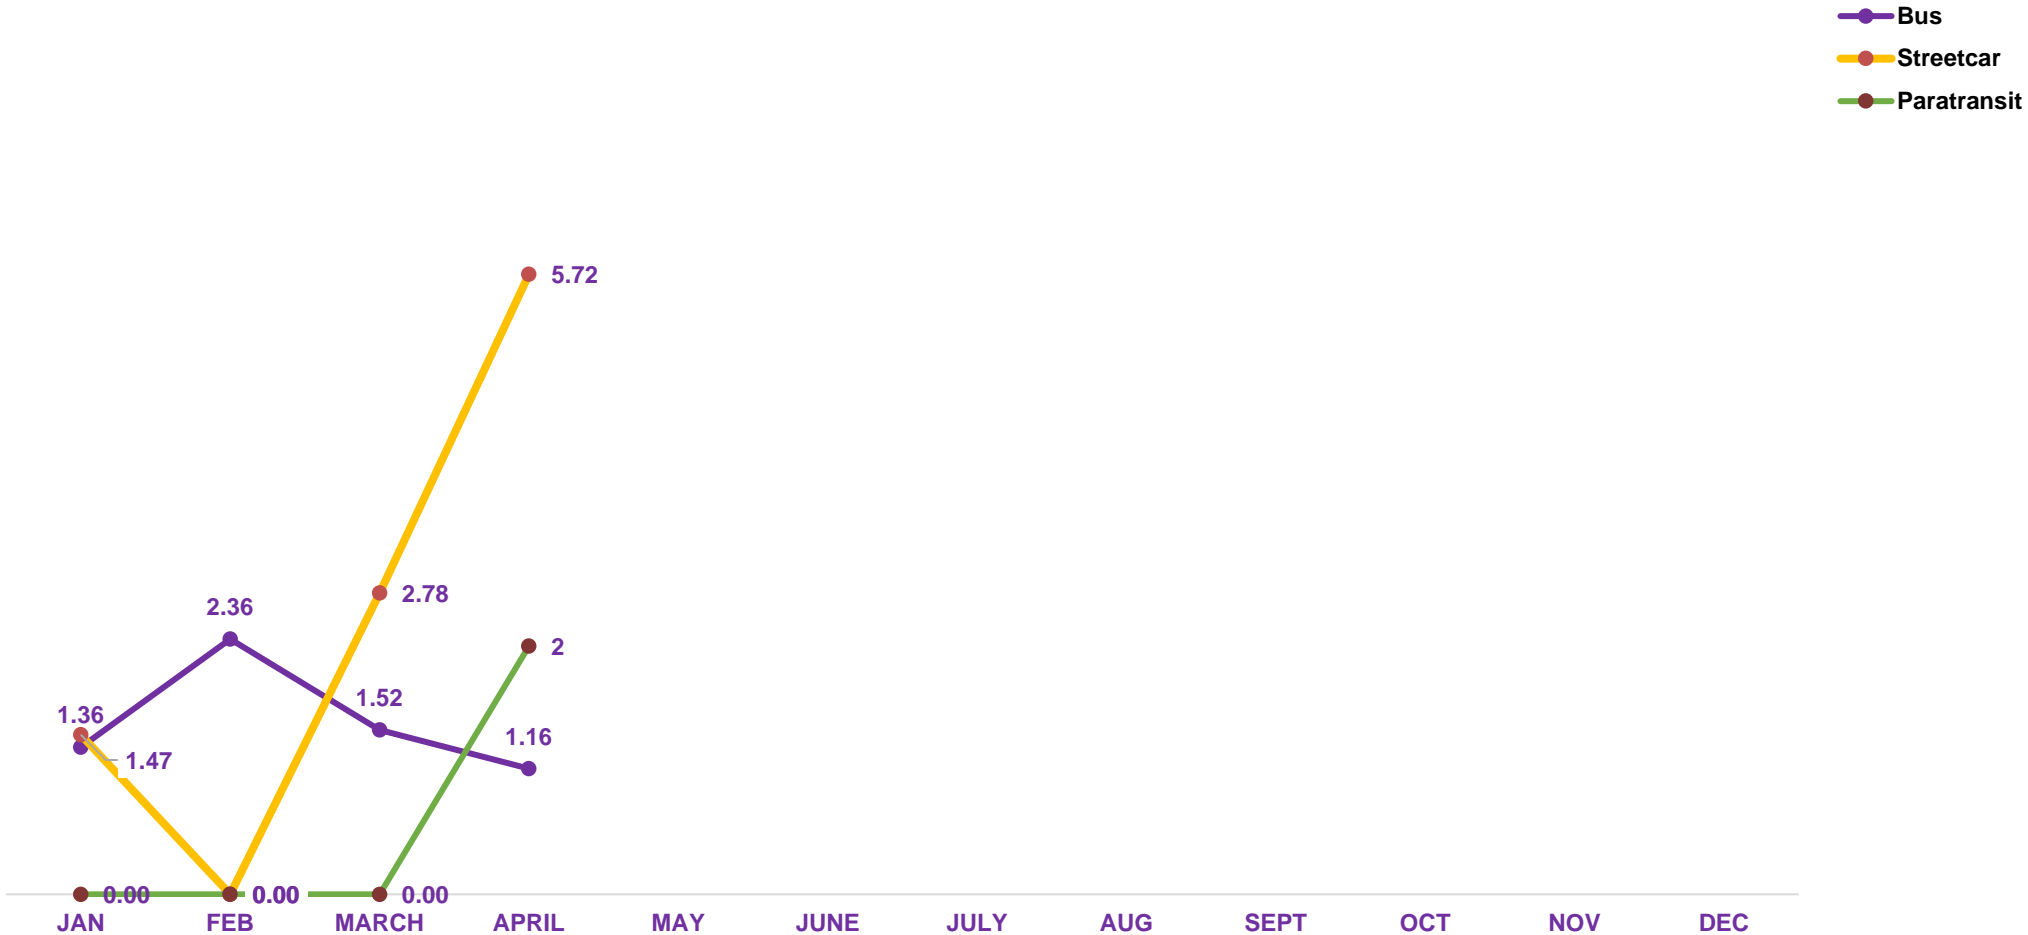 Bus
Streetcar
Paratransit
5.72
2.78
2.36
2
1.52
1.36
1.16
1.47
0.00
0.00
0.00
JAN FEB MARCH APRIL MAY JUNE JULY AUG SEPT OCT NOV DEC